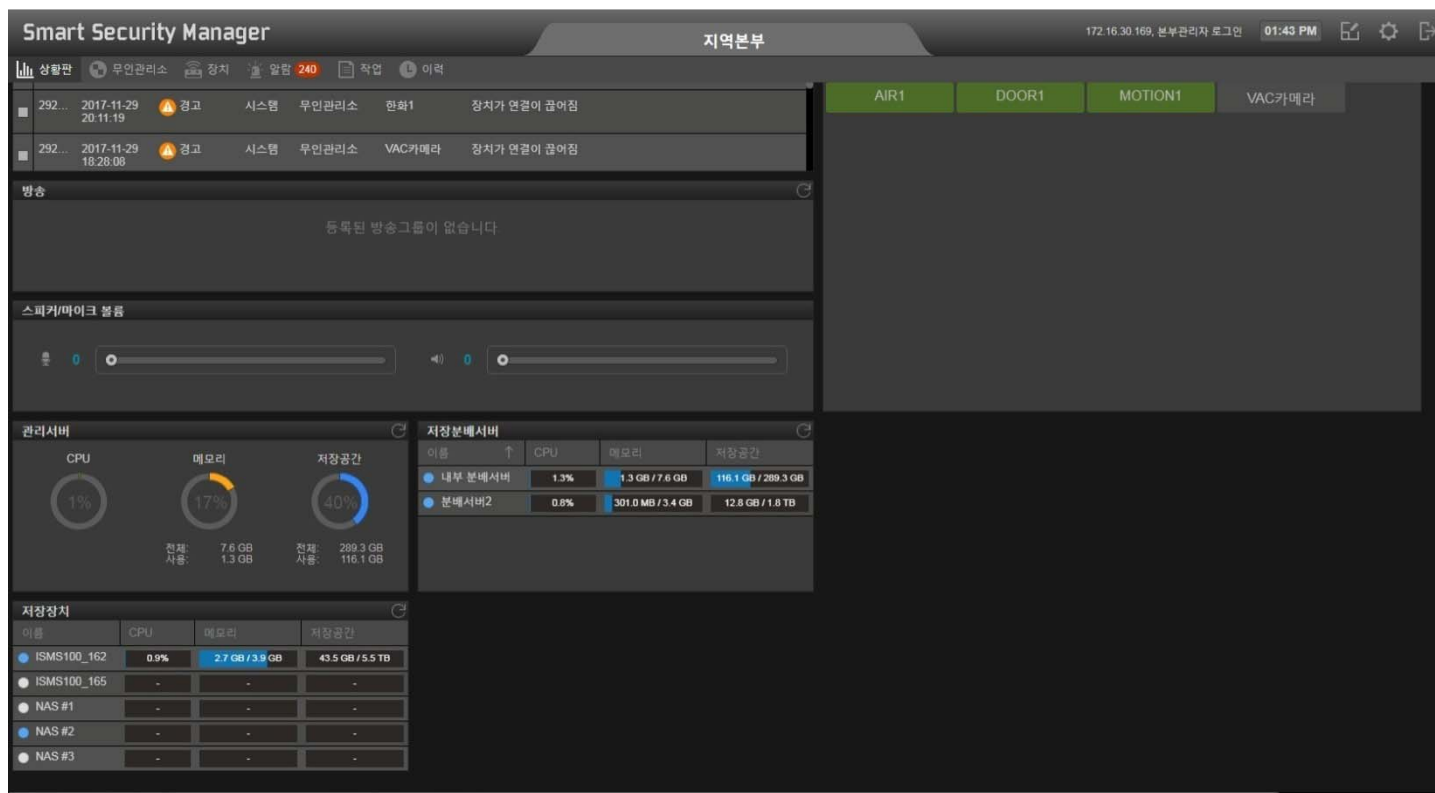 Smart Security Manager
지역본부
172.16.30.169, 본부관리자 로그인 01:43 PM
상황판 무인관리소 장치 알람 240 작업 이력
292... 2017-11-29 20:11:19 경고 시스템 무인관리소 한화1 장치가 연결이 끊어짐
292... 2017-11-29 18:28:08 경고 시스템 무인관리소 VAC카메라 장치가 연결이 끊어짐
AIR1 DOOR1 MOTION1 VAC카메라
방송
등록된 방송그룹이 없습니다
스피커/마이크 볼륨
0 0
관리서버
CPU 메모리 저장공간
1% 17% 40%
전체: 7.6 GB 전체: 289.3 GB
사용: 1.3 GB 사용: 116.1 GB
저장분배서버
이름 ↑ CPU 메모리 저장공간
내부 분배서버 1.3% 1.3 GB / 7.6 GB 116.1 GB / 289.3 GB
분배서버2 0.8% 301.0 MB / 3.4 GB 12.8 GB / 1.8 TB
저장장치
이름 CPU 메모리 저장공간
ISMS100_162 0.9% 2.7 GB / 3.9 GB 43.5 GB / 5.5 TB
ISMS100_165 - - -
NAS #1 - - -
NAS #2 - - -
NAS #3 - - -